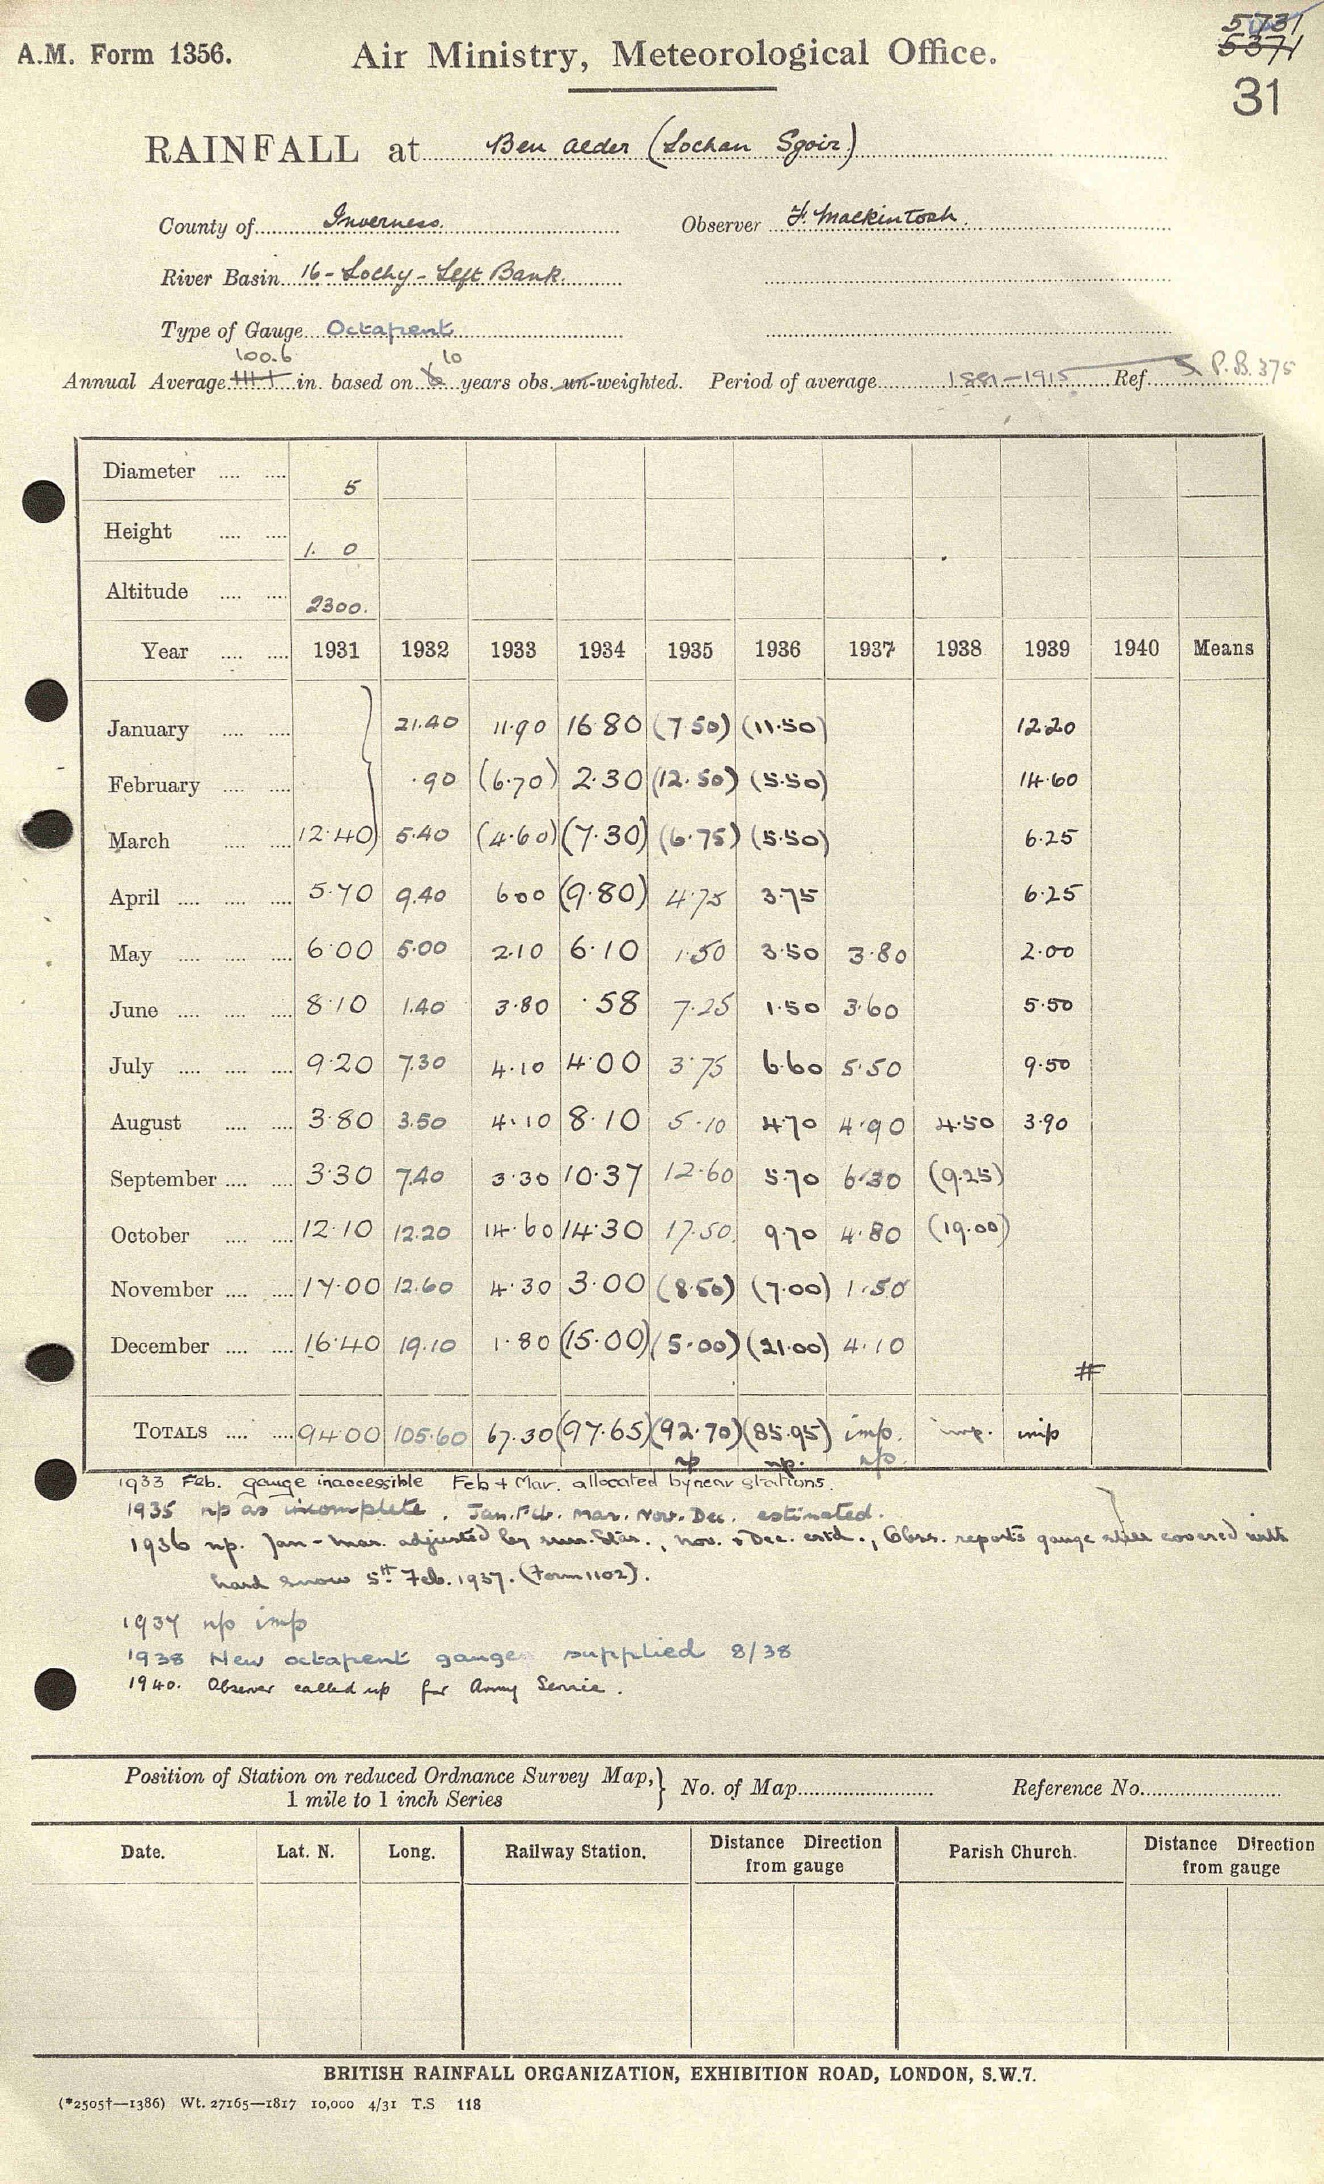 5731
5371
A.M. Form 1356. Air Ministry, Meteorological Office.
31
RAINFALL at Ben Alder (Lochan Sgoir)
County of Inverness. Observer F. Mackintosh.
River Basin 16 - Lochy - Left Bank.
Type of Gauge Octapent
100.6 10
Annual Average in. based on years obs. un-weighted. Period of average 1881-1915 Ref. P.B. 375
Diameter .... .... 5
Height .... .... 1. 0
Altitude .... .... 2300.
Year .... .... 1931 1932 1933 1934 1935 1936 1937 1938 1939 1940 Means
January .... .... 21.40 11.90 16.80 (7.50) (11.50) 12.20
February .... .... .90 (6.70) 2.30 (12.50) (5.50) 14.60
March .... .... 12.40 5.40 (4.60) (7.30) (6.75) (5.50) 6.25
April .... .... .... 5.70 9.40 600 (9.80) 4.75 3.75 6.25
May .... .... .... 6.00 5.00 2.10 6.10 1.50 3.50 3.80 2.00
June .... .... .... 8.10 1.40 3.80 .58 7.25 1.50 3.60 5.50
July .... .... .... 9.20 7.30 4.10 4.00 3.75 6.60 5.50 9.50
August .... .... 3.80 3.50 4.10 8.10 5.10 4.70 4.90 4.50 3.90
September .... .... 3.30 7.40 3.30 10.37 12.60 5.70 6.30 (9.25)
October .... .... 12.10 12.20 14.60 14.30 17.50. 9.70 4.80 (19.00)
November .... .... 17.00 12.60 4.30 3.00 (8.50) (7.00) 1.50
December .... .... 16.40 19.10 1.80 (15.00) (5.00) (21.00) 4.10
#
TOTALS .... .... 94.00 105.60 67.30 (97.65) (92.70) (85.95) imp. imp. imp
np np. np.
1933 Feb. gauge inaccessible Feb & Mar. allocated by near stations.
1935 np as incomplete. Jan. Feb. Mar. Nov. Dec. estimated.
1936 np. Jan - Mar. adjusted by surr. Stns., Nov. & Dec. estd., Obsr. reports gauge still covered with
hard snow 5th Feb. 1937. (Form 1102).
1937 np imp
1938 New octapent gauge supplied 8/38
1940. Observer called up for Army Service.
Position of Station on reduced Ordnance Survey Map,} No. of Map Reference No.
1 mile to 1 inch Series
Date. Lat. N. Long. Railway Station. Distance Direction from gauge Parish Church. Distance Direction from gauge
BRITISH RAINFALL ORGANIZATION, EXHIBITION ROAD, LONDON, S.W.7.
(*2505†—1386) Wt. 27165—1817 10,000 4/31 T.S 118